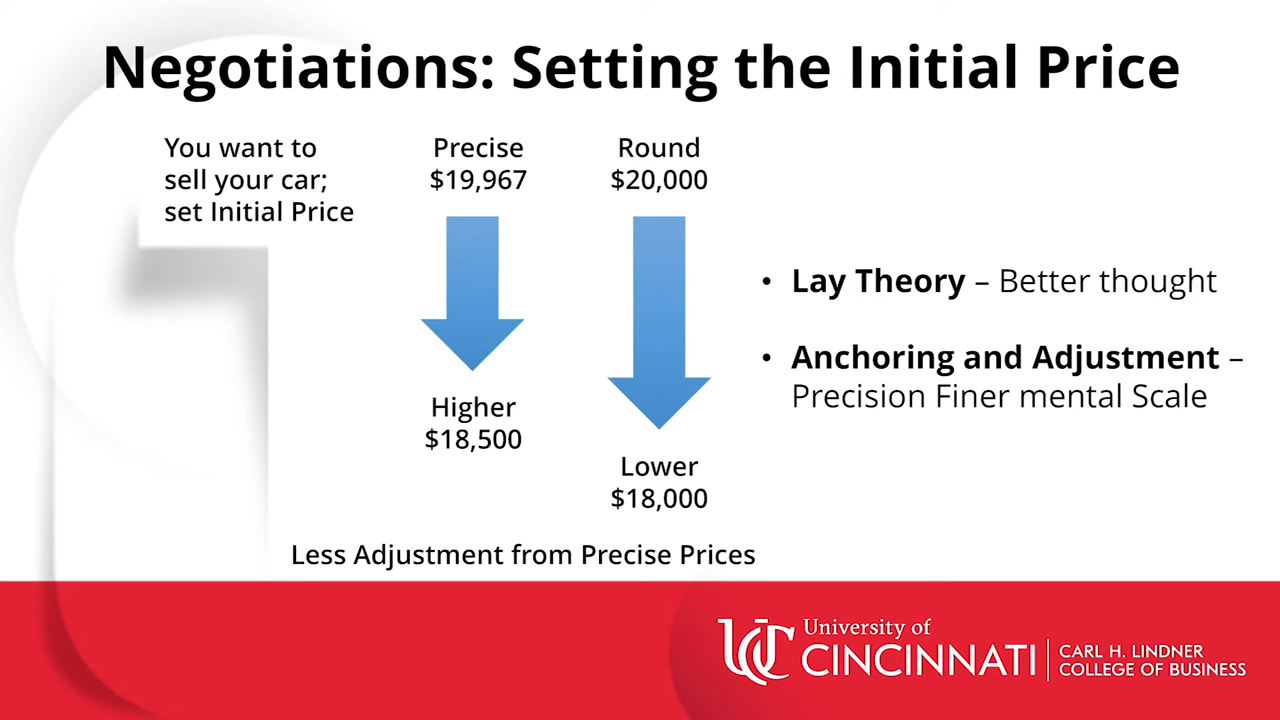 Negotiations: Setting the Initial Price
You want to
sell your car;
set Initial Price
Precise
$19,967
Round
$20,000
Higher
$18,500
Lower
$18,000
Less Adjustment from Precise Prices
• Lay Theory – Better thought
• Anchoring and Adjustment –
Precision Finer mental Scale
UC
University of
CINCINNATI
CARL H. LINDNER
COLLEGE OF BUSINESS